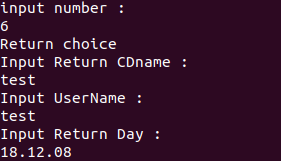 input number :
6
Return choice
Input Return CDname :
test
Input UserName :
test
Input Return Day :
18.12.08